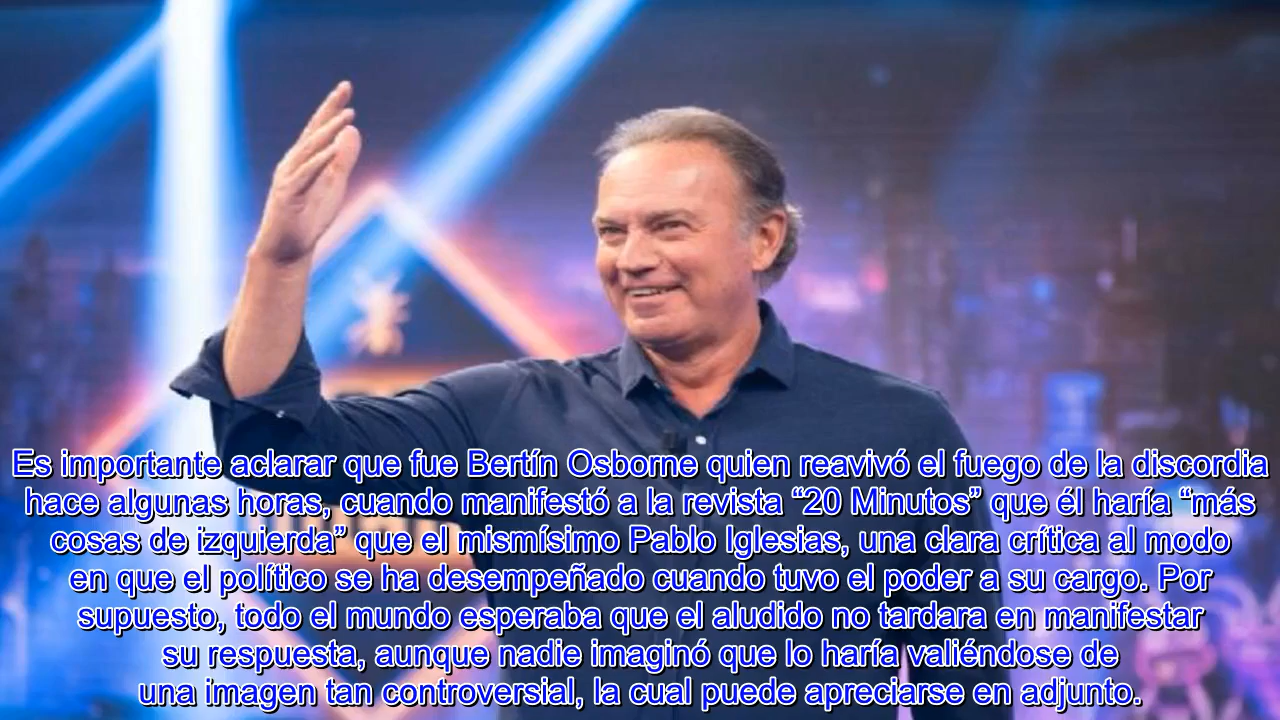 Es importante aclarar que fue Bertín Osborne quien reavivó el fuego de la discordia
hace algunas horas, cuando manifestó a la revista “20 Minutos” que él haría “más
cosas de izquierda” que el mismísimo Pablo Iglesias, una clara crítica al modo
en que el político se ha desempeñado cuando tuvo el poder a su cargo. Por
supuesto, todo el mundo esperaba que el aludido no tardara en manifestar
su respuesta, aunque nadie imaginó que lo haría valiéndose de
una imagen tan controversial, la cual puede apreciarse en adjunto.